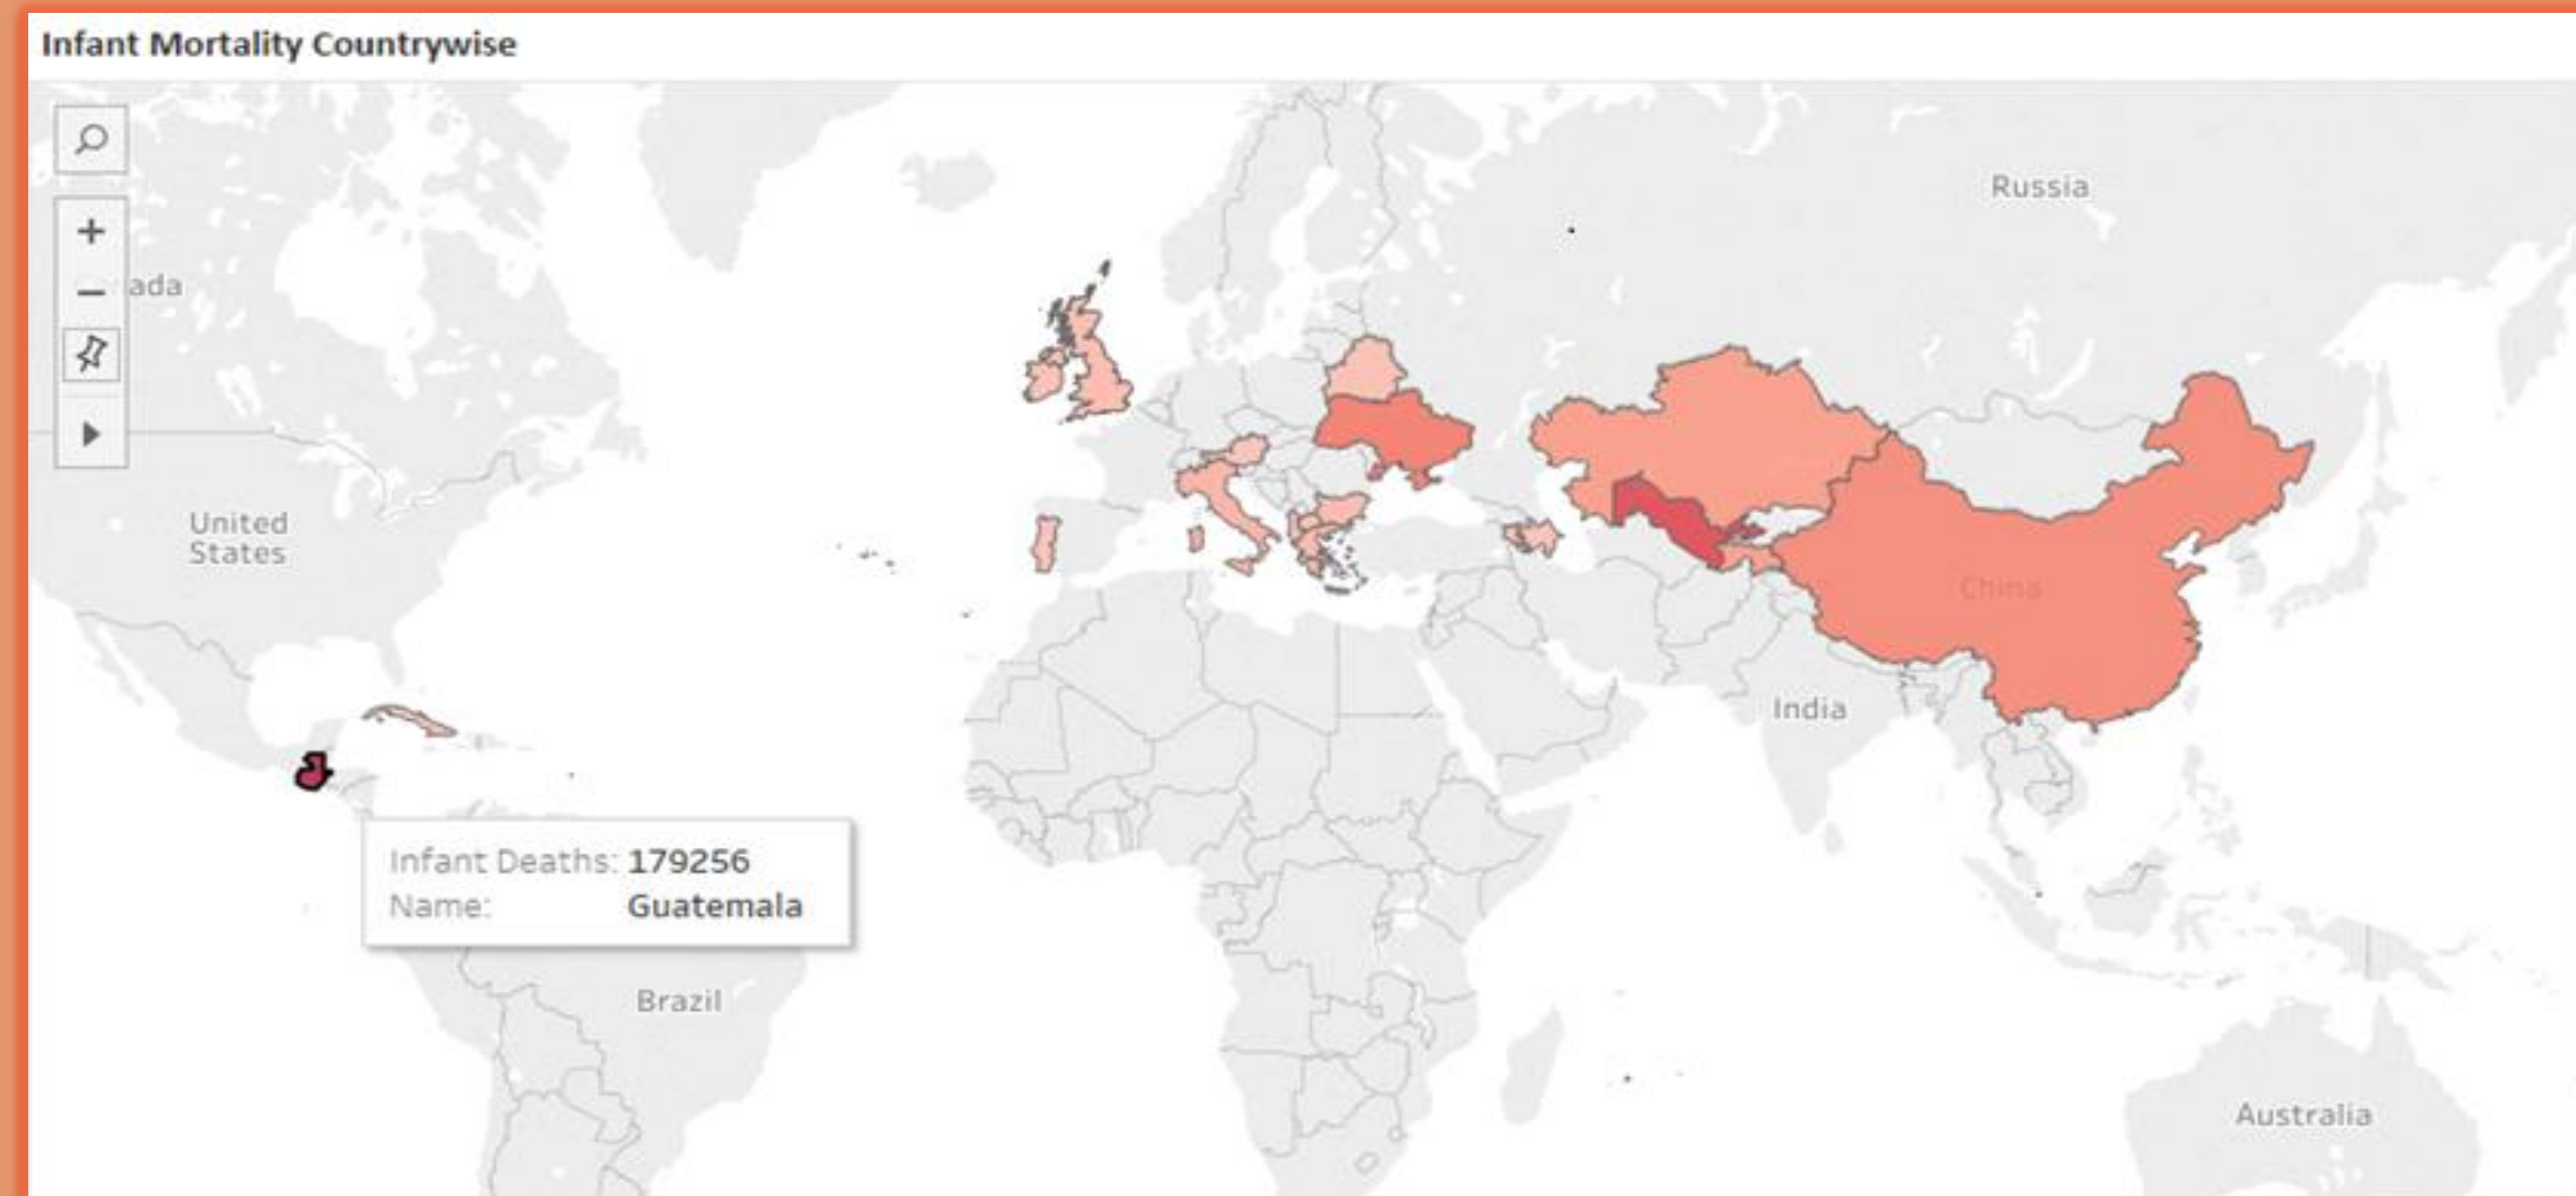 Infant Mortality Countrywise
Russia
ada
United
States
China
India
Infant Deaths: 179256
Name: Guatemala
Brazil
Australia